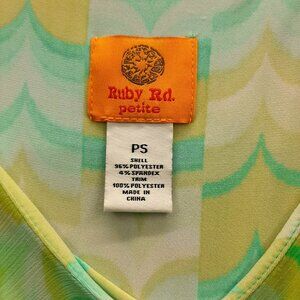 Ruby Rd.
petite
PS
SHELL
96% POLYESTER
4% SPANDEX
TRIM
100% POLYESTER
MADE IN
CHINA